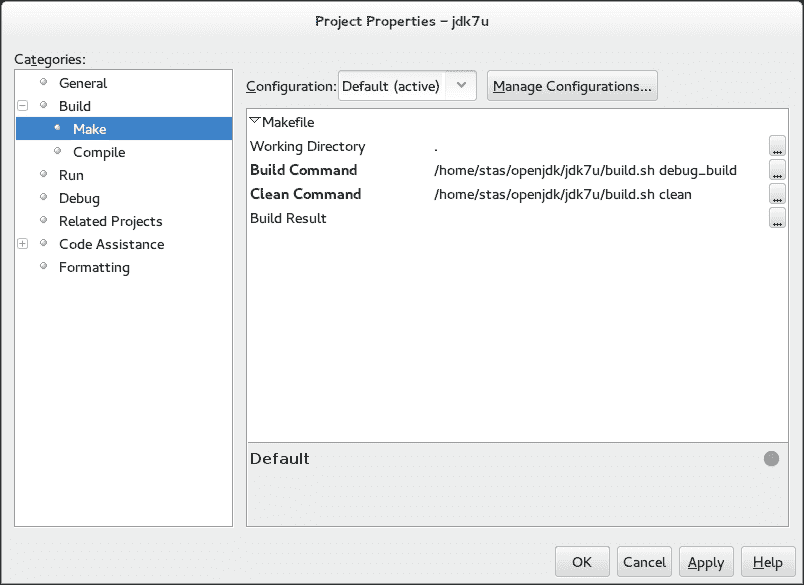 Project Properties – jdk7u
Categories:
General
Build
Make
Compile
Run
Debug
Related Projects
Code Assistance
Formatting
Configuration: Default (active) Manage Configurations...
Makefile
Working Directory .
Build Command /home/stas/openjdk/jdk7u/build.sh debug_build
Clean Command /home/stas/openjdk/jdk7u/build.sh clean
Build Result
...
...
...
...
Default
OK Cancel Apply Help